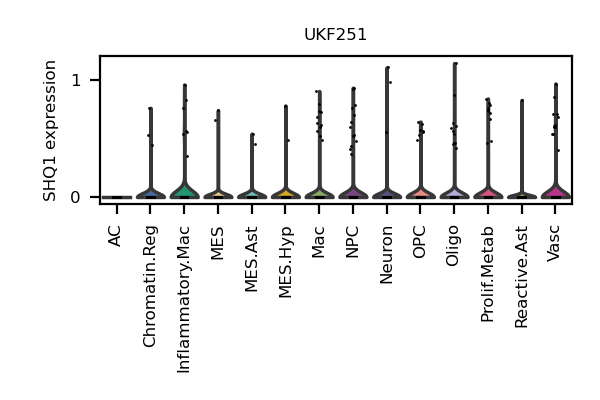 UKF251
SHQ1 expression
1
0
AC
Chromatin.Reg
Inflammatory.Mac
MES
MES.Ast
MES.Hyp
Mac
NPC
Neuron
OPC
Oligo
Prolif.Metab
Reactive.Ast
Vasc